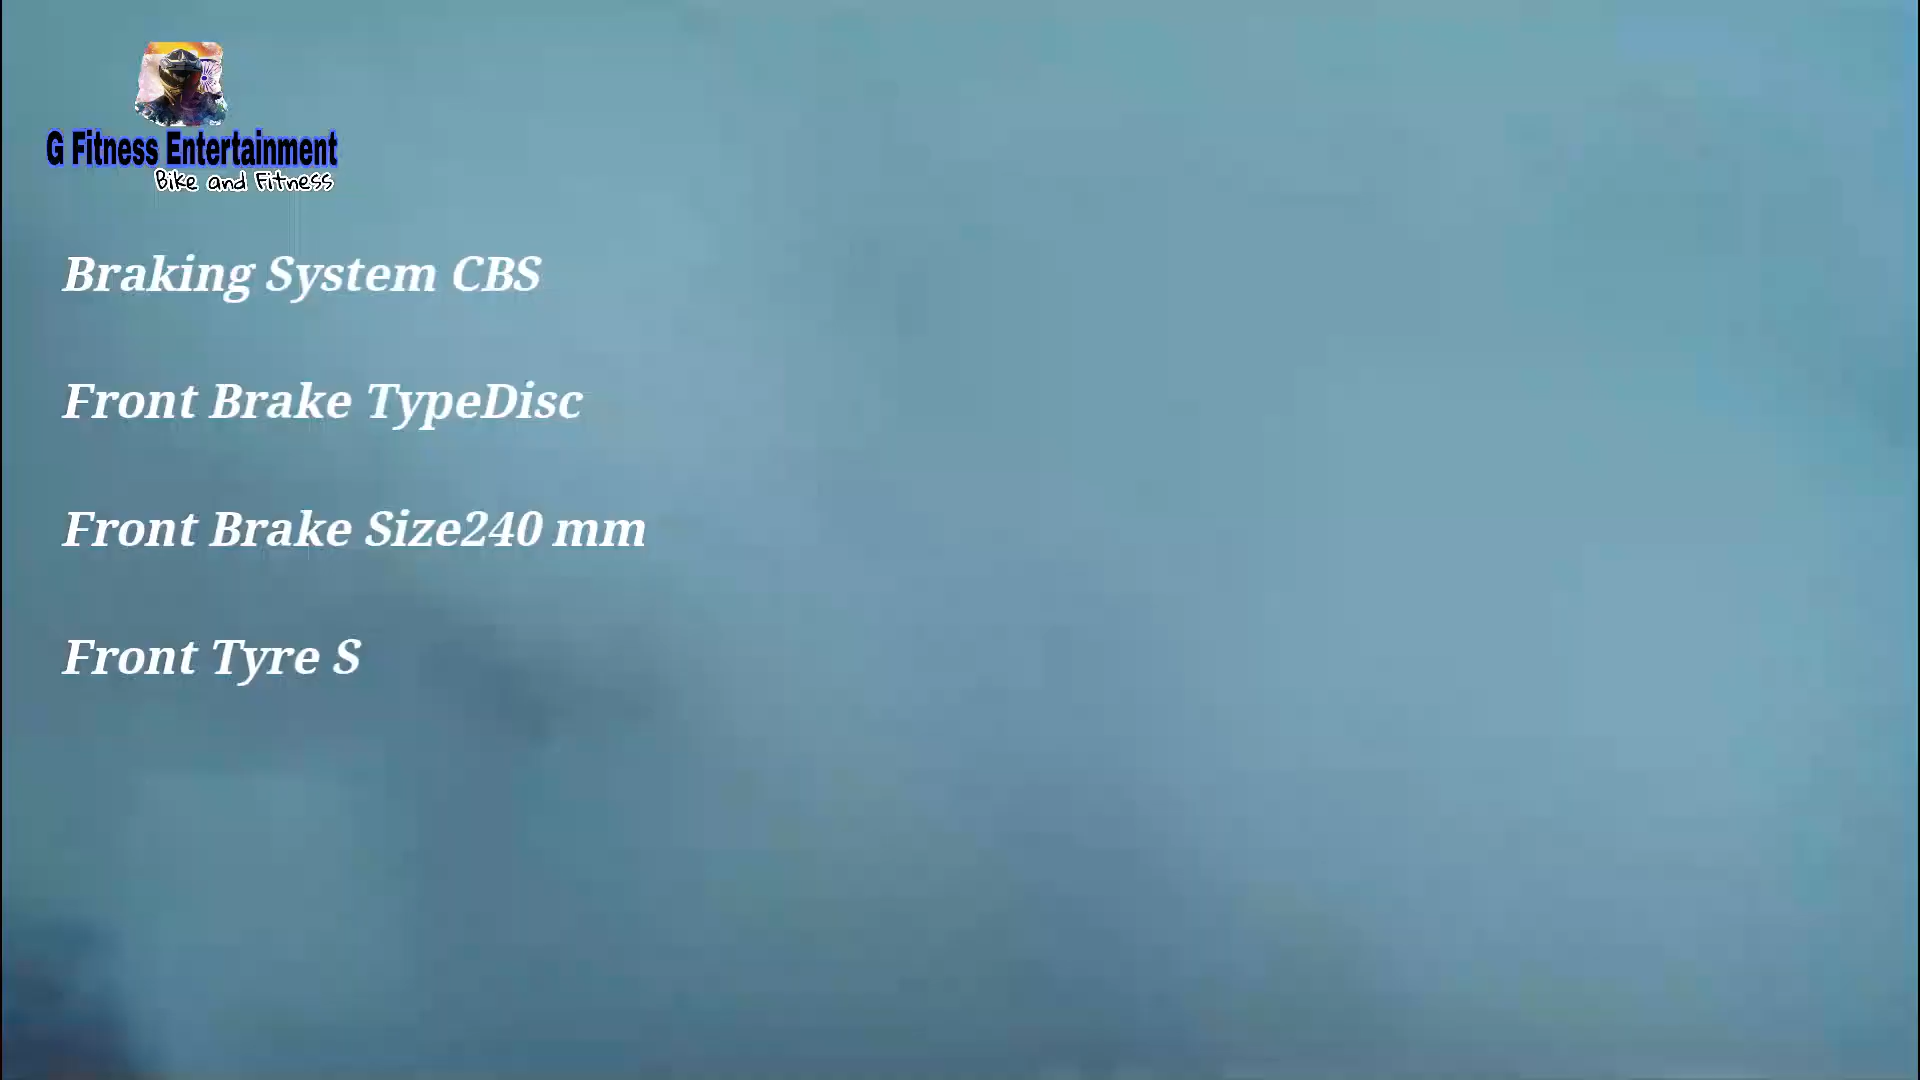 G Fitness Entertainment
Bike and Fitness
Braking System CBS
Front Brake TypeDisc
Front Brake Size240 mm
Front Tyre S